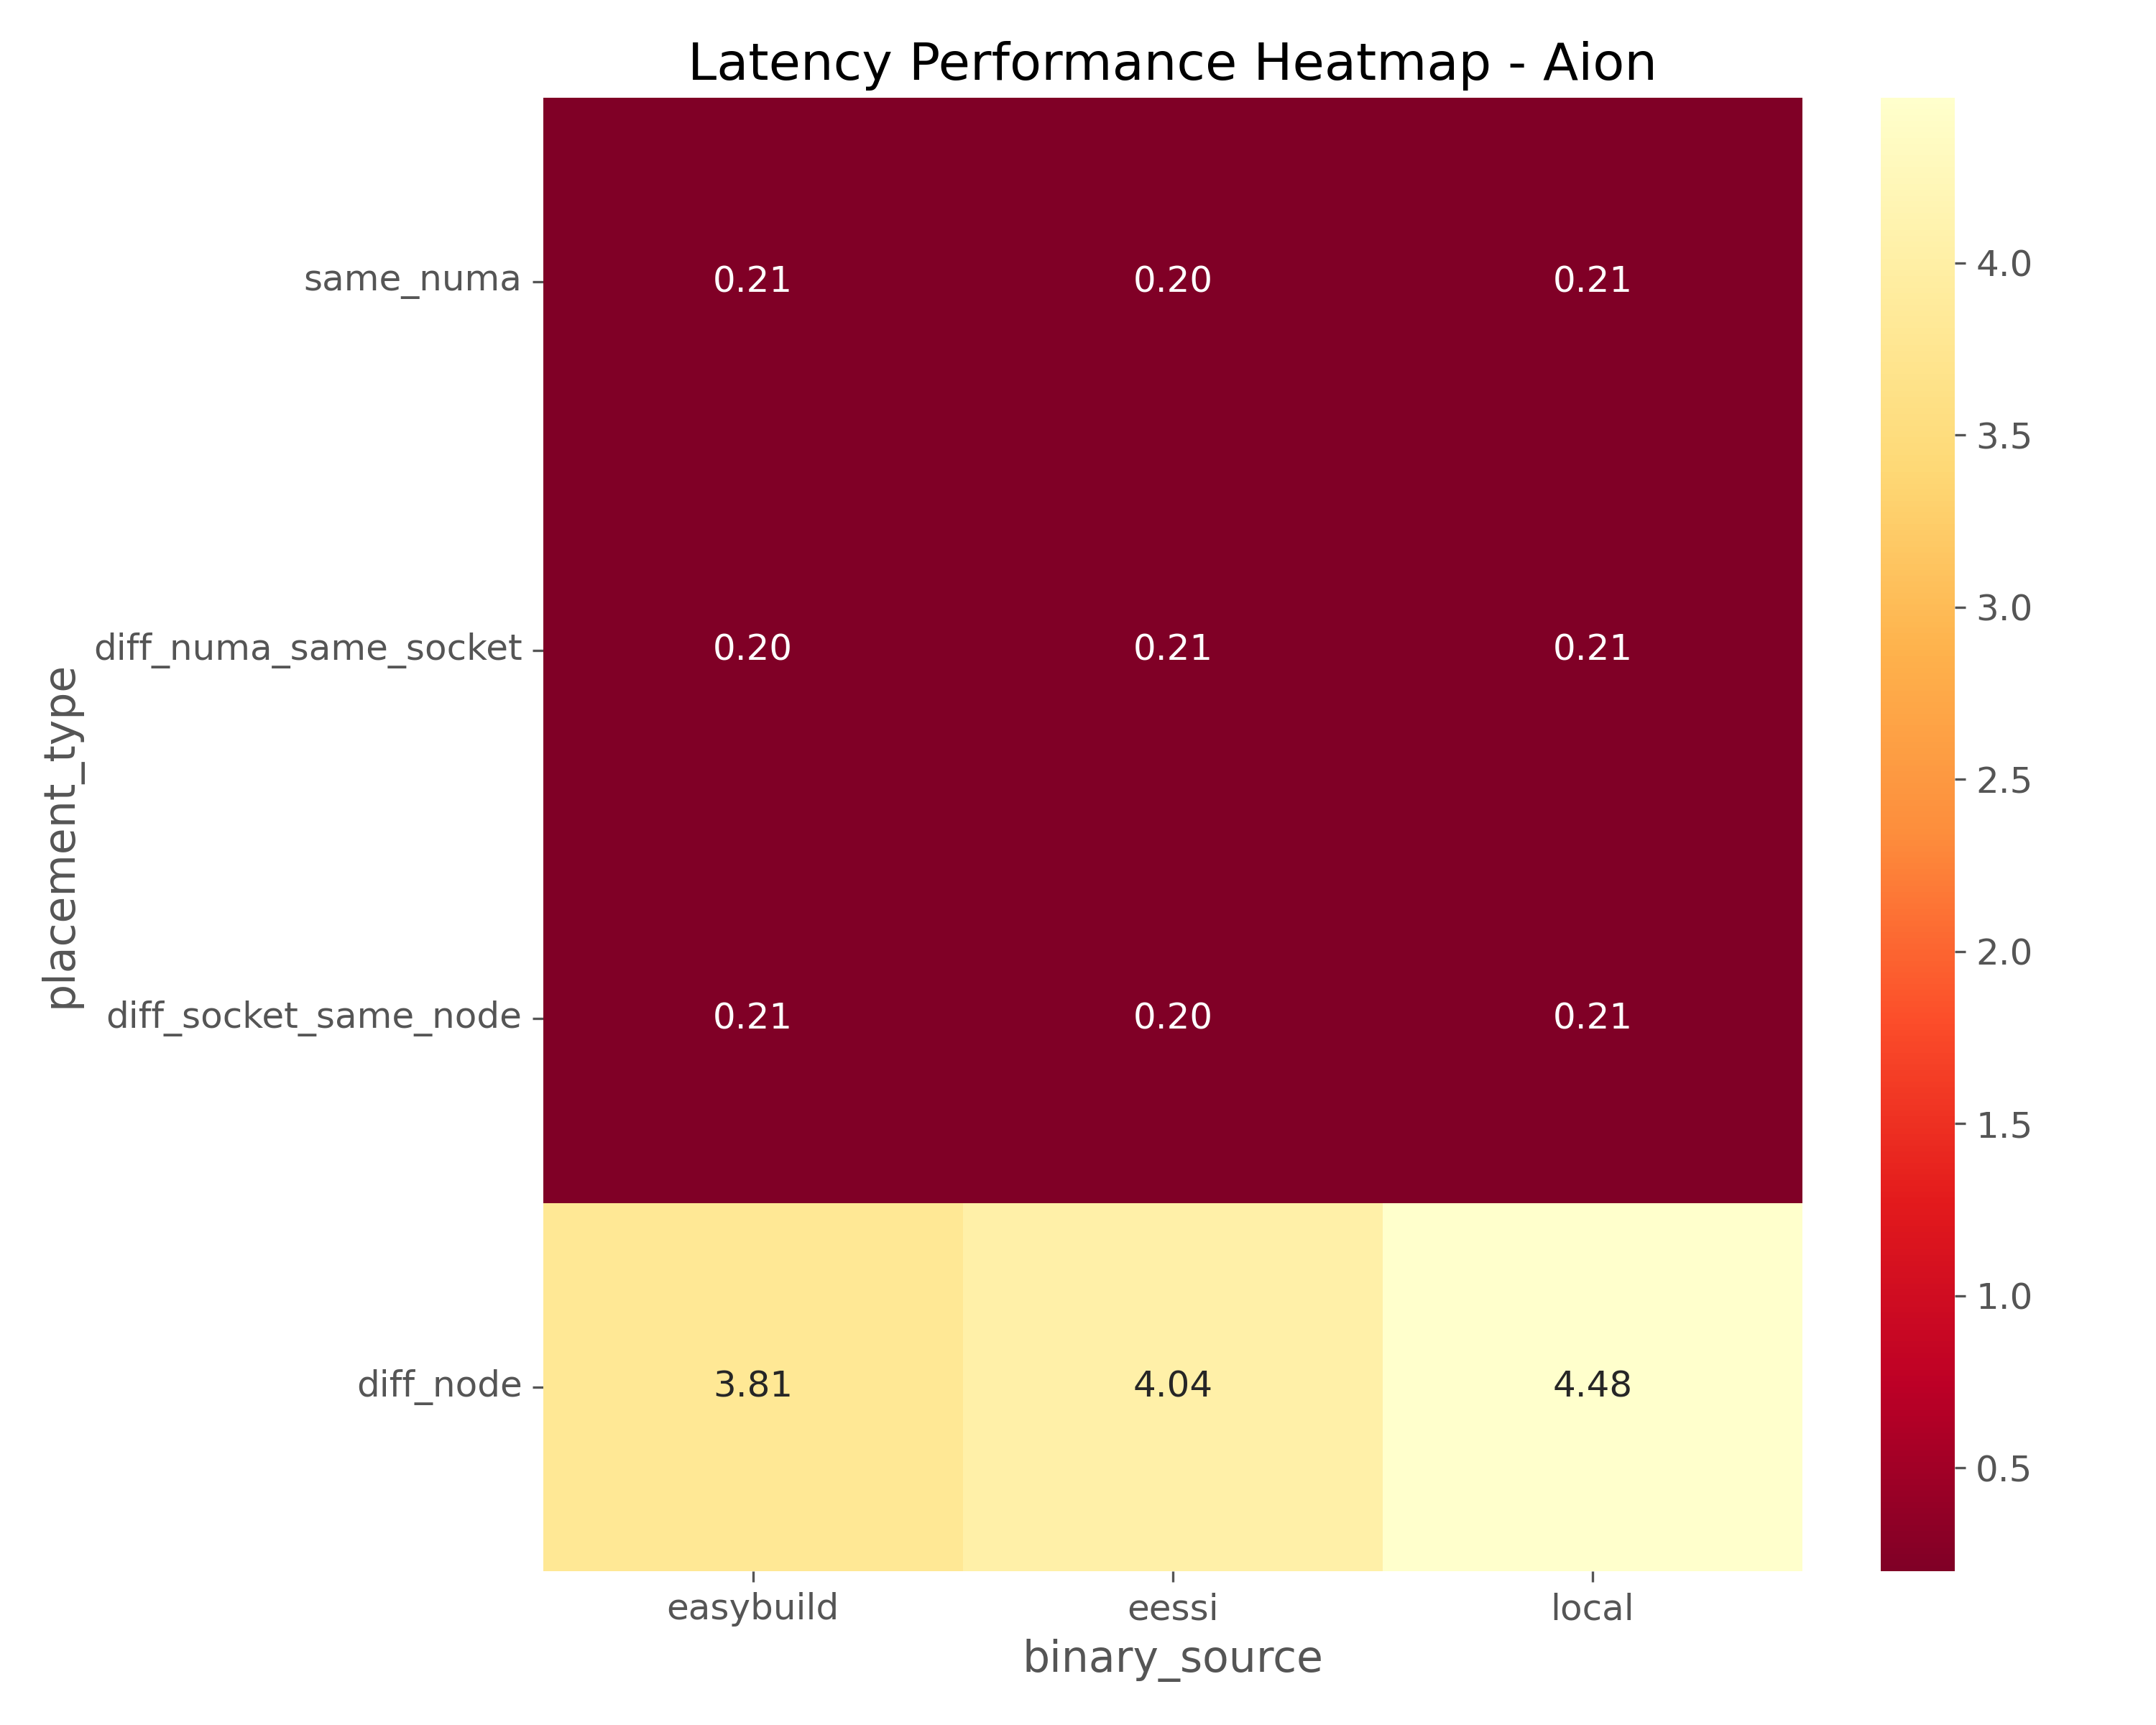 Latency Performance Heatmap - Aion
placement_type
same_numa
0.21 0.20 0.21
diff_numa_same_socket
0.20 0.21 0.21
diff_socket_same_node
0.21 0.20 0.21
diff_node
3.81 4.04 4.48
easybuild eessi local
binary_source
4.0
3.5
3.0
2.5
2.0
1.5
1.0
0.5